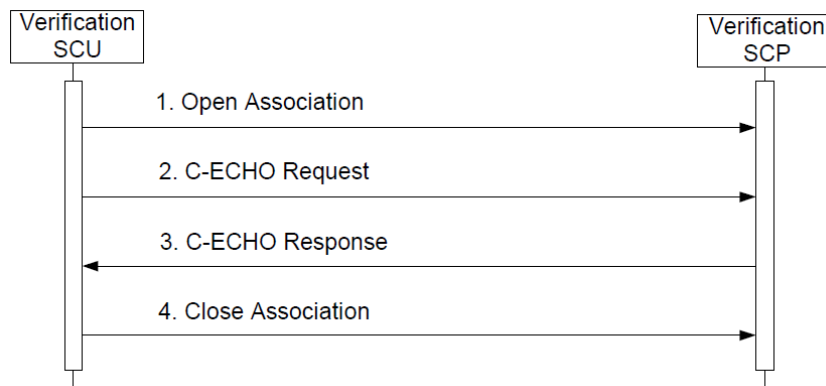 Verification
SCU
Verification
SCP
1. Open Association
2. C-ECHO Request
3. C-ECHO Response
4. Close Association